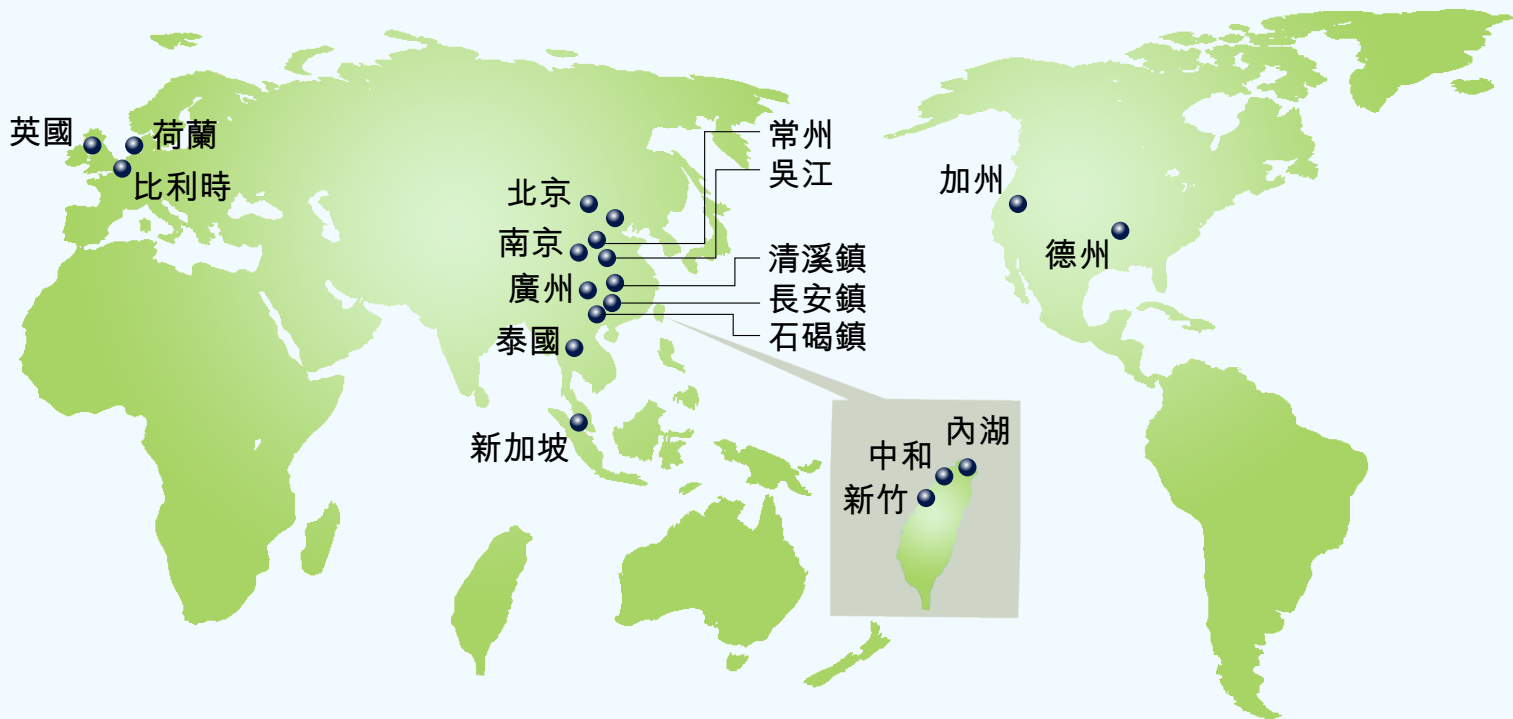 英國
荷蘭
比利時
北京
南京
廣州
泰國
新加坡
常州
吳江
清溪鎮
長安鎮
石碣鎮
內湖
中和
新竹
加州
德州